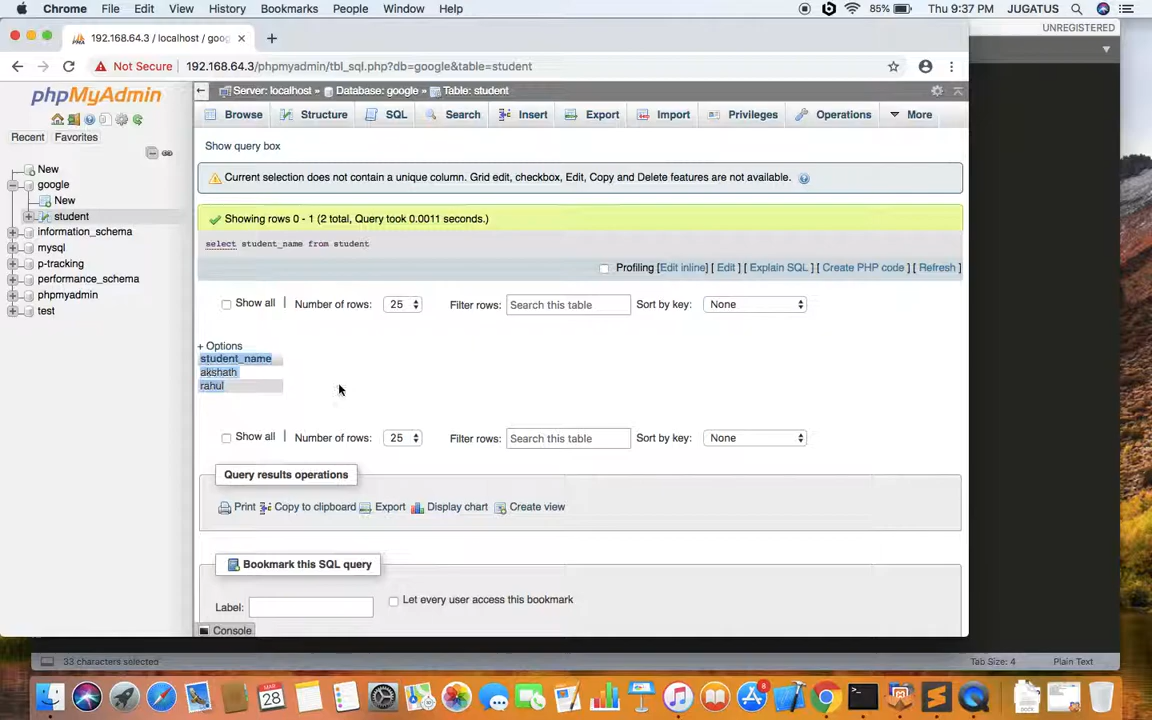 Chrome File Edit View History Bookmarks People Window Help 85% Thu 9:37 PM JUGATUS
192.168.64.3 / localhost / goog
UNREGISTERED
Not Secure 192.168.64.3/phpmyadmin/tbl_sql.php?db=google&table=student
phpMyAdmin
Server: localhost » Database: google » Table: student
Browse Structure SQL Search Insert Export Import Privileges Operations More
Recent Favorites
Show query box
New
google
New
student
information_schema
mysql
p-tracking
performance_schema
phpmyadmin
test
Current selection does not contain a unique column. Grid edit, checkbox, Edit, Copy and Delete features are not available.
Showing rows 0 - 1 (2 total, Query took 0.0011 seconds.)
select student_name from student
Profiling [Edit inline] [ Edit ] [ Explain SQL ] [ Create PHP code ] [ Refresh ]
Show all | Number of rows: 25 Filter rows: Search this table Sort by key: None
+ Options
student_name
akshath
rahul
Show all | Number of rows: 25 Filter rows: Search this table Sort by key: None
Query results operations
Print Copy to clipboard Export Display chart Create view
Bookmark this SQL query
Label: Let every user access this bookmark
Console
33 characters selected Tab Size: 4 Plain Text
MAR
28
8